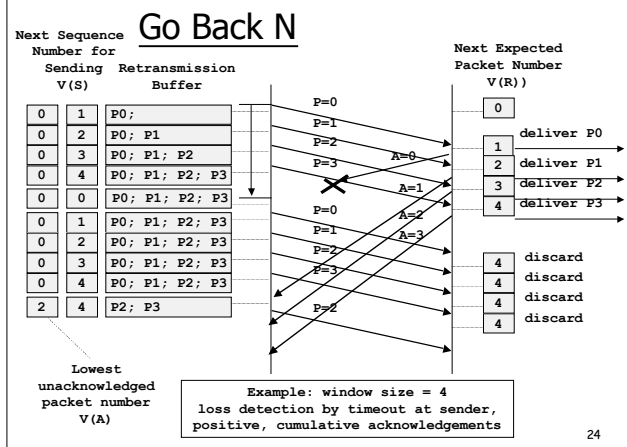 Go Back N
Next Sequence
Number for
Sending
V(S)
Retransmission
Buffer
Next Expected
Packet Number
V(R))
0 1 P0;
0 2 P0; P1
0 3 P0; P1; P2
0 4 P0; P1; P2; P3
0 0 P0; P1; P2; P3
0 1 P0; P1; P2; P3
0 2 P0; P1; P2; P3
0 3 P0; P1; P2; P3
0 4 P0; P1; P2; P3
2 4 P2; P3
Lowest
unacknowledged
packet number
V(A)
P=0
P=1
P=2
P=3
A=0
A=1
A=2
A=3
P=0
P=1
P=2
P=3
P=2
0
1 deliver P0
2 deliver P1
3 deliver P2
4 deliver P3
4 discard
4 discard
4 discard
4 discard
Example: window size = 4
loss detection by timeout at sender,
positive, cumulative acknowledgements
24